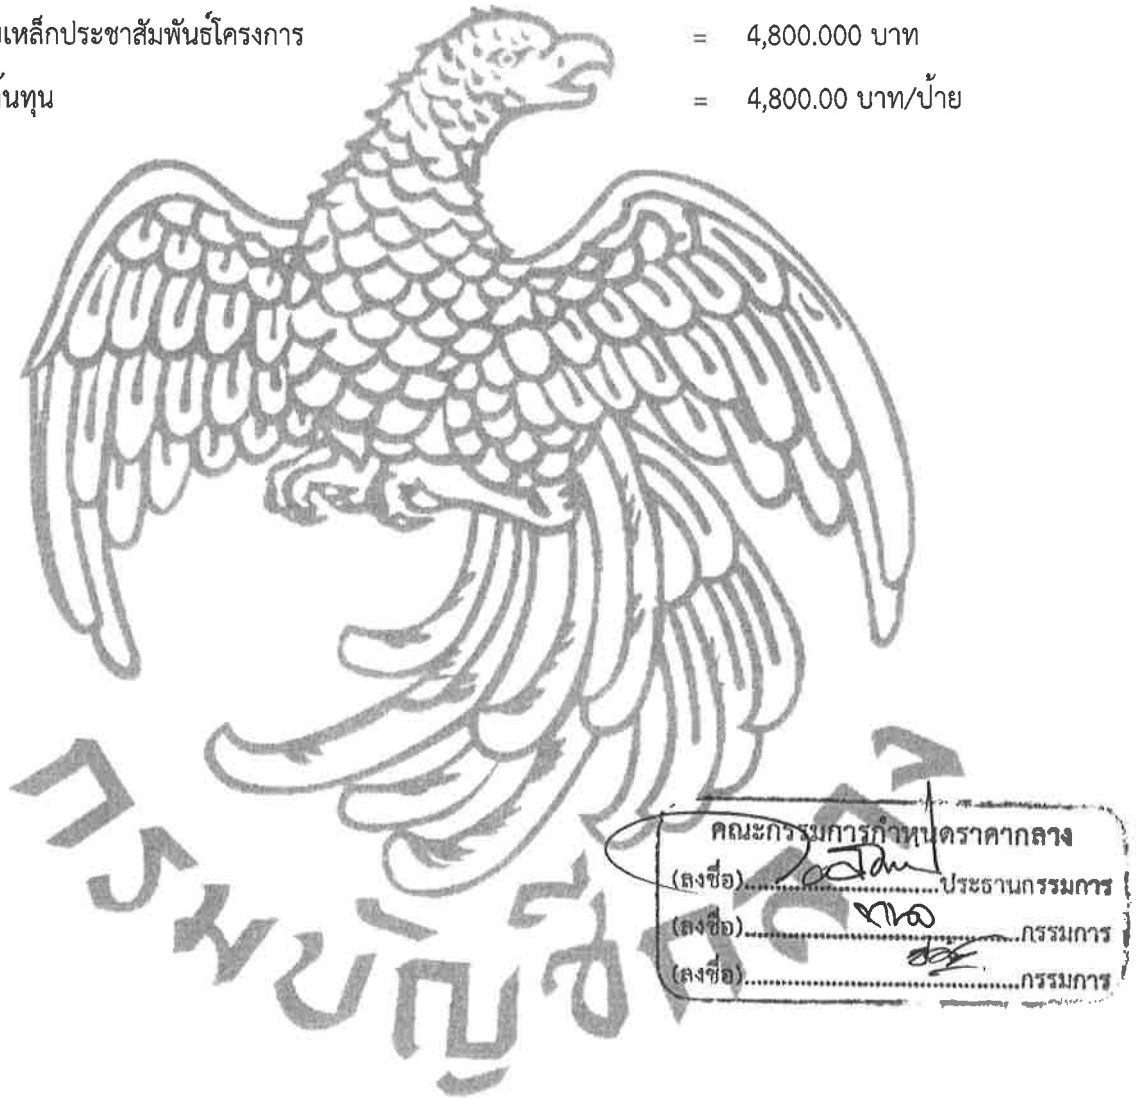 เหล็กประชาสัมพันธ์โครงการ = 4,800.000 บาท
ทุน = 4,800.00 บาท/ป้าย
กรมบัญชีกลาง
คณะกรรมการกำหนดราคากลาง
(ลงชื่อ)..............................ประธานกรรมการ
(ลงชื่อ)..............................กรรมการ
(ลงชื่อ)..............................กรรมการ